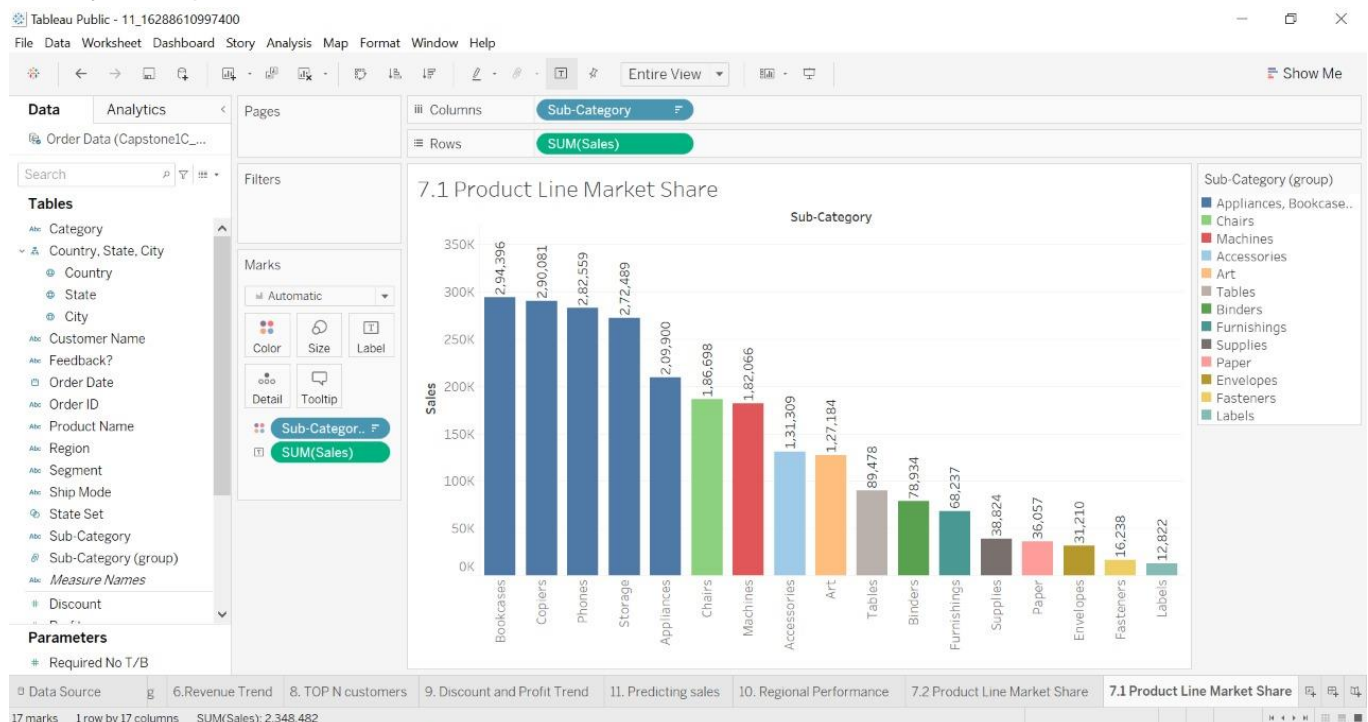 Tableau Public - 11_16288610997400
File Data Worksheet Dashboard Story Analysis Map Format Window Help
Entire View
Show Me
Data Analytics
Order Data (Capstone1C_...
Search
Tables
Abc Category
Country, State, City
Country
State
City
Abc Customer Name
Abc Feedback?
Order Date
Abc Order ID
Abc Product Name
Abc Region
Abc Segment
Abc Ship Mode
State Set
Abc Sub-Category
Sub-Category (group)
Abc Measure Names
# Discount
Parameters
# Required No T/B
Pages
Filters
Marks
Automatic
Color Size Label
Detail Tooltip
Sub-Categor..
SUM(Sales)
Columns Sub-Category
Rows SUM(Sales)
7.1 Product Line Market Share
Sub-Category
Sales
350K
300K
250K
200K
150K
100K
50K
0K
2,94,396
2,90,081
2,82,559
2,72,489
2,09,900
1,86,698
1,82,066
1,31,309
1,27,184
89,478
78,934
68,237
38,824
36,057
31,210
16,238
12,822
Bookcases
Copiers
Phones
Storage
Appliances
Chairs
Machines
Accessories
Art
Tables
Binders
Furnishings
Supplies
Paper
Envelopes
Fasteners
Labels
Sub-Category (group)
Appliances, Bookcase..
Chairs
Machines
Accessories
Art
Tables
Binders
Furnishings
Supplies
Paper
Envelopes
Fasteners
Labels
Data Source g 6.Revenue Trend 8. TOP N customers 9. Discount and Profit Trend 11. Predicting sales 10. Regional Performance 7.2 Product Line Market Share 7.1 Product Line Market Share
17 marks 1 row by 17 columns SUM(Sales): 2,348,482